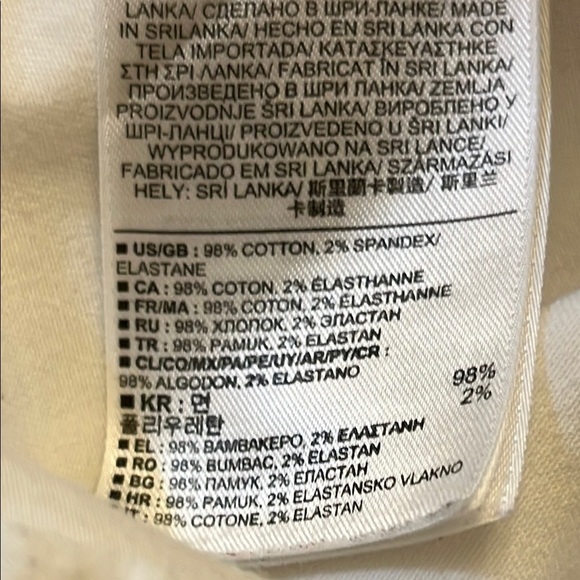 LANKA/ СДЕЛАНО В ШРИ-ЛАНКЕ/ MADE
IN SRILANKA/ HECHO EN SRI LANKA CON
TELA IMPORTADA/ ΚΑΤΑΣΚΕΥΑΣΤΗΚΕ
ΣΤΗ ΣΡΙ ΛΑΝΚΑ/ FABRICAT ÎN SRI LANKA/
ПРОИЗВЕДЕНО В ШРИ ЛАНКА/ ZEMLJA
PROIZVODNJE ŠRI LANKA/ ВИРОБЛЕНО У
ШРІ-ЛАНЦІ/ PROIZVEDENO U ŠRI LANKI/
WYPRODUKOWANO NA SRI LANCE/
FABRICADO EM SRI LANKA/ SZÁRMAZÁSI
HELY: SRÍ LANKA/ 斯里蘭卡製造/ 斯里兰
卡制造
■ US/GB : 98% COTTON, 2% SPANDEX/
ELASTANE
■ CA : 98% COTON, 2% ÉLASTHANNE
■ FR/MA : 98% COTON, 2% ÉLASTHANNE
■ RU : 98% ХЛОПОК, 2% ЭЛАСТАН
■ TR : 98% PAMUK, 2% ELASTAN
■ CL/CO/MX/PA/PE/UY/AR/PY/CR :
98% ALGODON, 2% ELASTANO
■ KR : 면 98%
폴리우레탄 2%
■ EL : 98% ΒΑΜΒΑΚΕΡΟ, 2% ΕΛΑΣΤΑΝΗ
■ RO : 98% BUMBAC, 2% ELASTAN
■ BG : 98% ПАМУК, 2% ЕЛАСТАН
■ HR : 98% PAMUK, 2% ELASTANSKO VLAKNO
IT : 98% COTONE, 2% ELASTAN